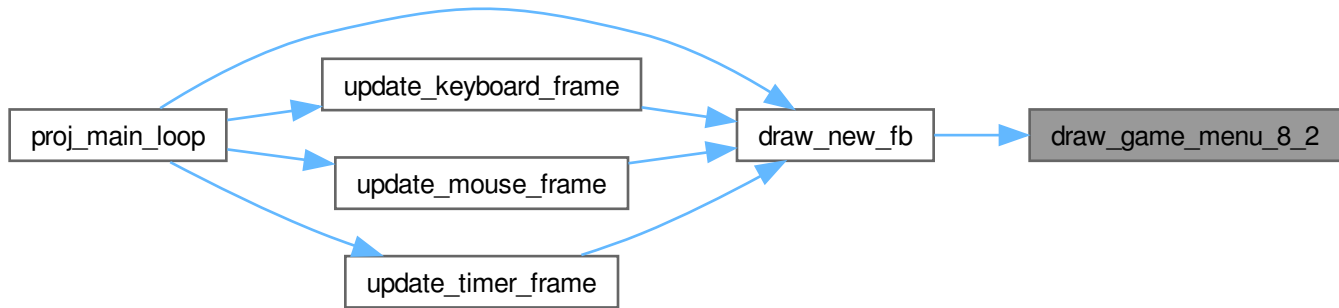 proj_main_loop
update_keyboard_frame
update_mouse_frame
update_timer_frame
draw_new_fb
draw_game_menu_8_2